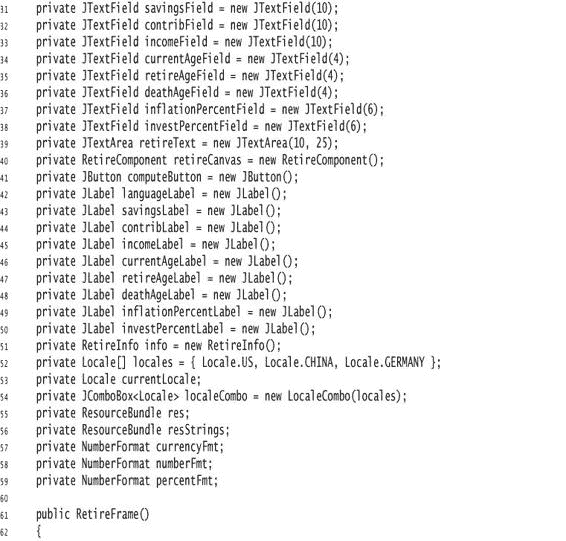 31 private JTextField savingsField = new JTextField(10);
32 private JTextField contribField = new JTextField(10);
33 private JTextField incomeField = new JTextField(10);
34 private JTextField currentAgeField = new JTextField(4);
35 private JTextField retireAgeField = new JTextField(4);
36 private JTextField deathAgeField = new JTextField(4);
37 private JTextField inflationPercentField = new JTextField(6);
38 private JTextField investPercentField = new JTextField(6);
39 private JTextArea retireText = new JTextArea(10, 25);
40 private RetireComponent retireCanvas = new RetireComponent();
41 private JButton computeButton = new JButton();
42 private JLabel languageLabel = new JLabel();
43 private JLabel savingsLabel = new JLabel();
44 private JLabel contribLabel = new JLabel();
45 private JLabel incomeLabel = new JLabel();
46 private JLabel currentAgeLabel = new JLabel();
47 private JLabel retireAgeLabel = new JLabel();
48 private JLabel deathAgeLabel = new JLabel();
49 private JLabel inflationPercentLabel = new JLabel();
50 private JLabel investPercentLabel = new JLabel();
51 private RetireInfo info = new RetireInfo();
52 private Locale[] locales = { Locale.US, Locale.CHINA, Locale.GERMANY };
53 private Locale currentLocale;
54 private JComboBox<Locale> localeCombo = new LocaleCombo(locales);
55 private ResourceBundle res;
56 private ResourceBundle resStrings;
57 private NumberFormat currencyFmt;
58 private NumberFormat numberFmt;
59 private NumberFormat percentFmt;
60
61 public RetireFrame()
62 {